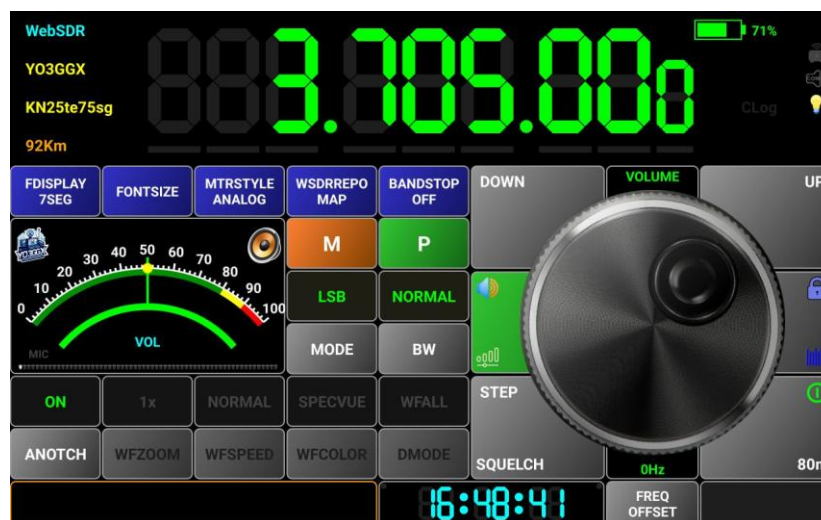 WebSDR
YO3GGX
KN25te75sg
92Km
3.705.000
71%
CLog
FDISPLAY
7SEG
FONTSIZE
MTRSTYLE
ANALOG
WSDRREPO
MAP
BANDSTOP
OFF
DOWN
VOLUME
UP
M
P
0 10 20 30 40 50 60 70 80 90 100
VOL
MIC
LSB
NORMAL
MODE
BW
ON
1x
NORMAL
SPECVUE
WFALL
STEP
ANOTCH
WFZOOM
WFSPEED
WFCOLOR
DMODE
SQUELCH
0Hz
16:48:41
FREQ
OFFSET